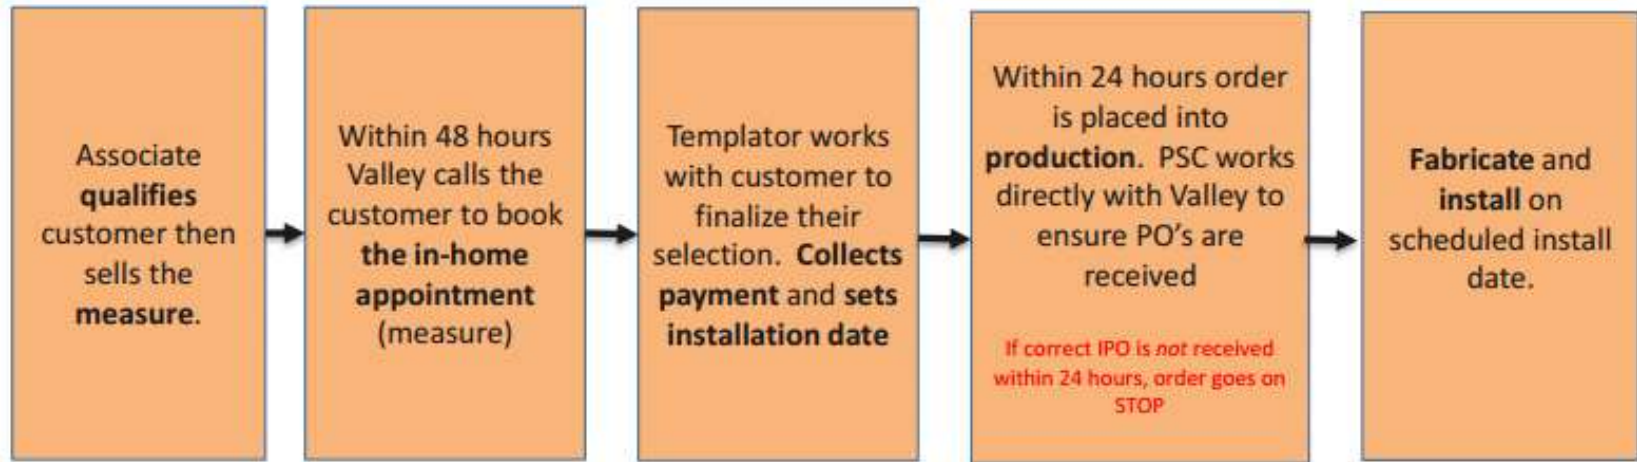 Associate
qualifies
customer then
sells the
measure.
Within 48 hours
Valley calls the
customer to book
the in-home
appointment
(measure)
Templator works
with customer to
finalize their
selection. Collects
payment and sets
installation date
Within 24 hours order
is placed into
production. PSC works
directly with Valley to
ensure PO's are
received
If correct IPO is not received
within 24 hours, order goes on
STOP
Fabricate and
install on
scheduled install
date.